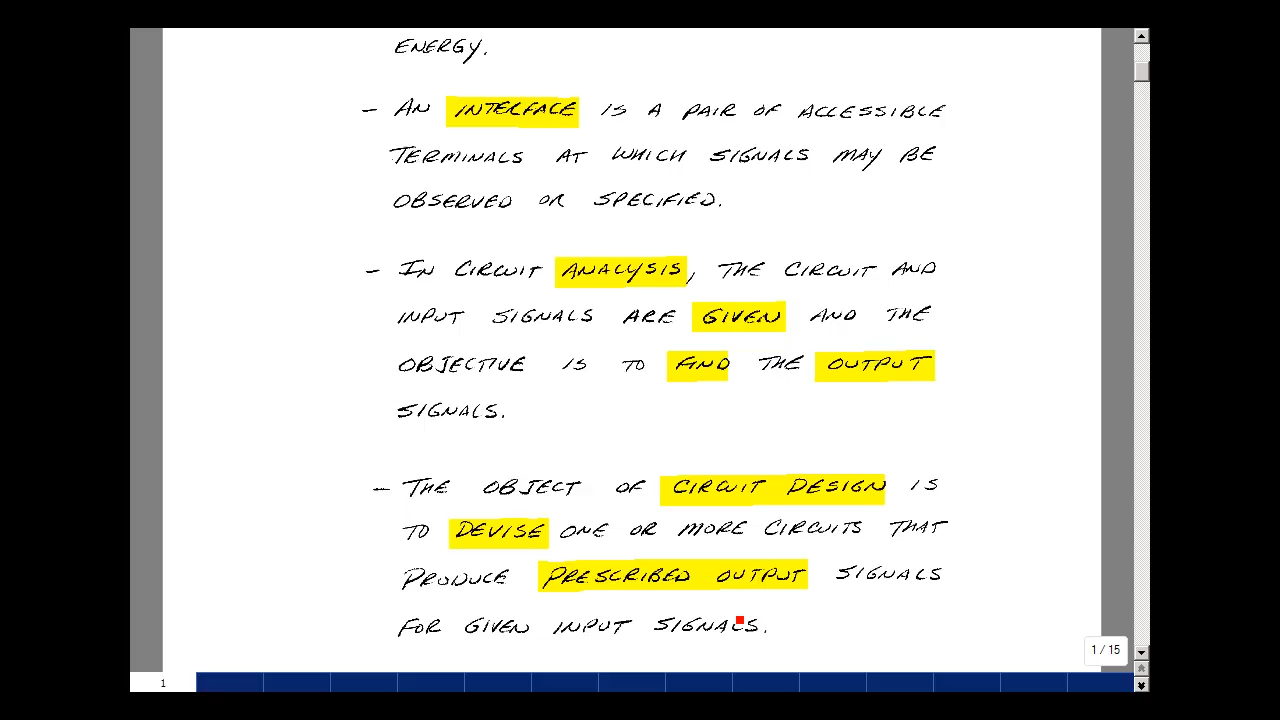 ENERGY.
– AN INTERFACE IS A PAIR OF ACCESSIBLE
TERMINALS AT WHICH SIGNALS MAY BE
OBSERVED OR SPECIFIED.
– IN CIRCUIT ANALYSIS, THE CIRCUIT AND
INPUT SIGNALS ARE GIVEN AND THE
OBJECTIVE IS TO FIND THE OUTPUT
SIGNALS.
– THE OBJECT OF CIRCUIT DESIGN IS
TO DEVISE ONE OR MORE CIRCUITS THAT
PRODUCE PRESCRIBED OUTPUT SIGNALS
FOR GIVEN INPUT SIGNALS.
1 / 15
1